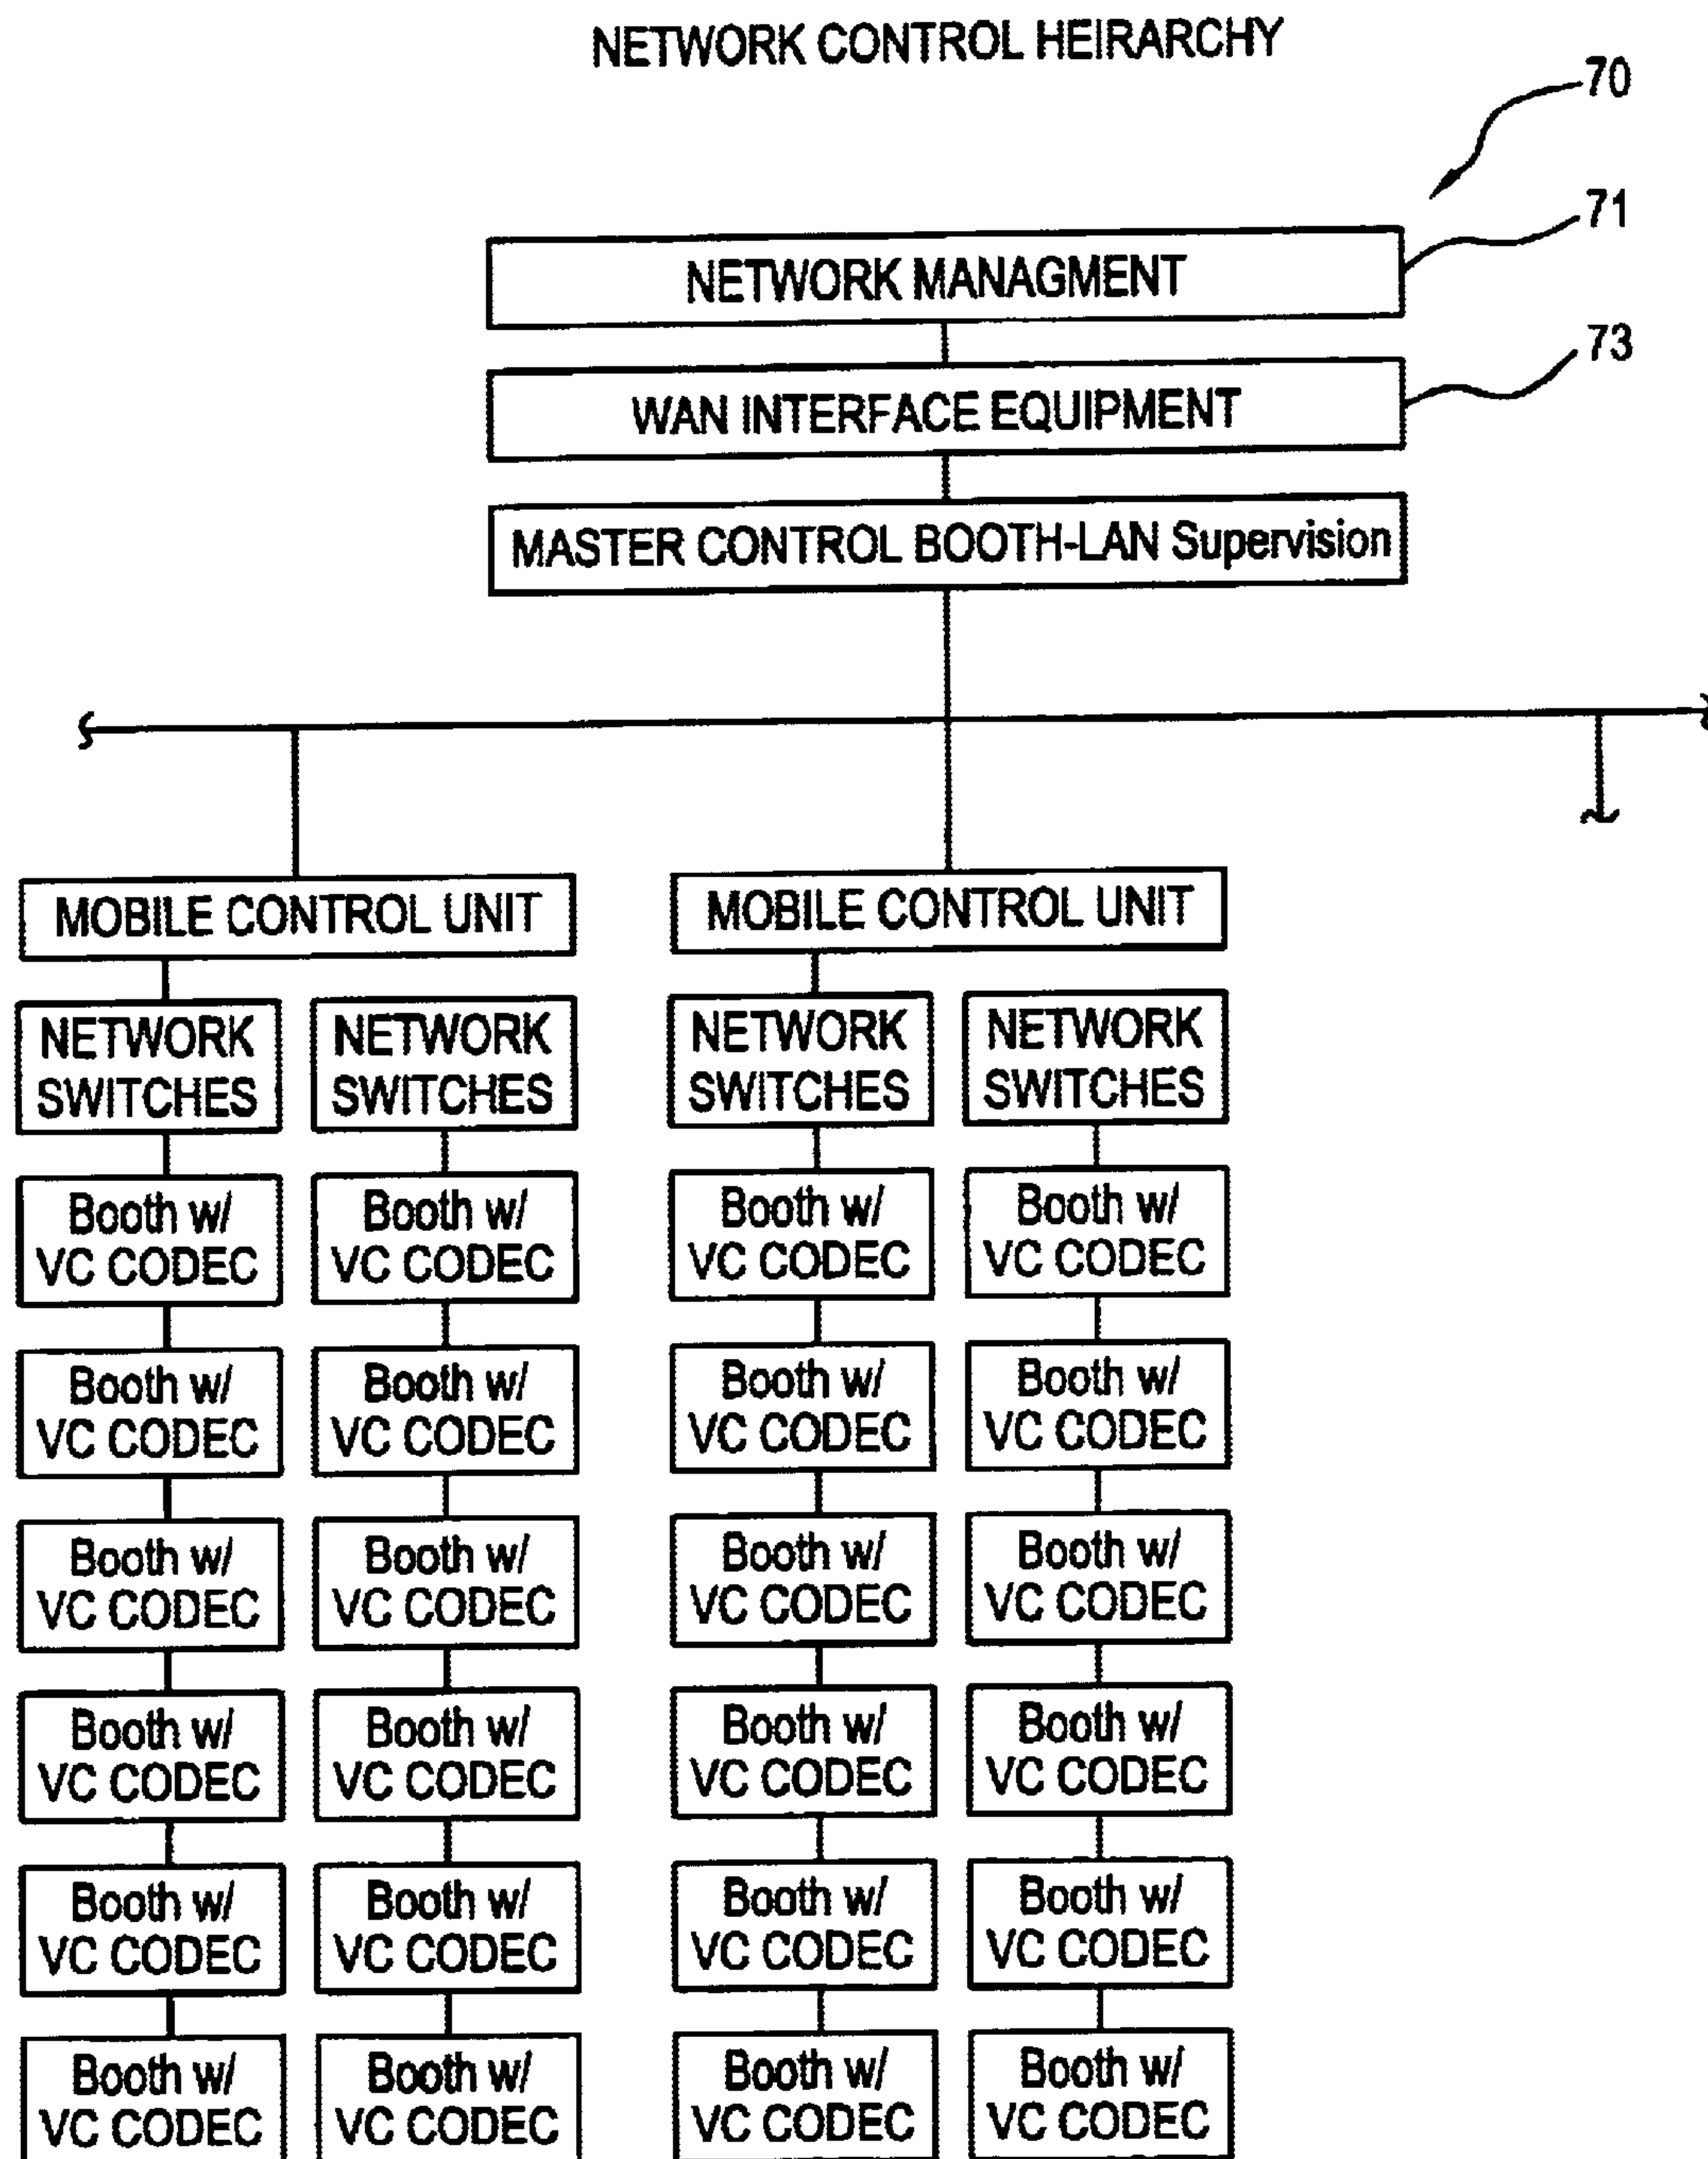 NETWORK CONTROL HEIRARCHY
70
71
NETWORK MANAGMENT
73
WAN INTERFACE EQUIPMENT
MASTER CONTROL BOOTH-LAN Supervision
MOBILE CONTROL UNIT
NETWORK
SWITCHES
Booth w/
VC CODEC
Booth w/
VC CODEC
Booth w/
VC CODEC
Booth w/
VC CODEC
Booth w/
VC CODEC
Booth w/
VC CODEC
NETWORK
SWITCHES
Booth w/
VC CODEC
Booth w/
VC CODEC
Booth w/
VC CODEC
Booth w/
VC CODEC
Booth w/
VC CODEC
Booth w/
VC CODEC
MOBILE CONTROL UNIT
NETWORK
SWITCHES
Booth w/
VC CODEC
Booth w/
VC CODEC
Booth w/
VC CODEC
Booth w/
VC CODEC
Booth w/
VC CODEC
Booth w/
VC CODEC
NETWORK
SWITCHES
Booth w/
VC CODEC
Booth w/
VC CODEC
Booth w/
VC CODEC
Booth w/
VC CODEC
Booth w/
VC CODEC
Booth w/
VC CODEC